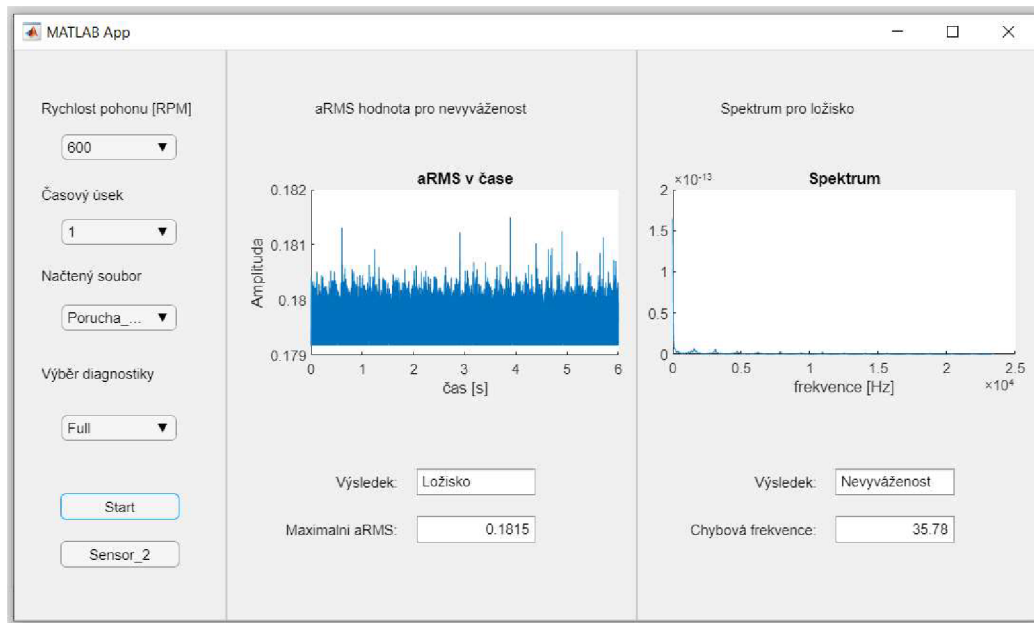 MATLAB App
Rychlost pohonu [RPM]
600
Časový úsek
1
Načtený soubor
Porucha_...
Výběr diagnostiky
Full
Start
Sensor_2
aRMS hodnota pro nevyváženost
aRMS v čase
0.182
0.181
0.18
0.179
Amplituda
0 1 2 3 4 5 6
čas [s]
Výsledek: Ložisko
Maximalni aRMS: 0.1815
Spektrum pro ložisko
×10⁻¹³
Spektrum
2
1.5
1
0.5
0
0 0.5 1 1.5 2 2.5
frekvence [Hz]
×10⁴
Výsledek: Nevyváženost
Chybová frekvence: 35.78